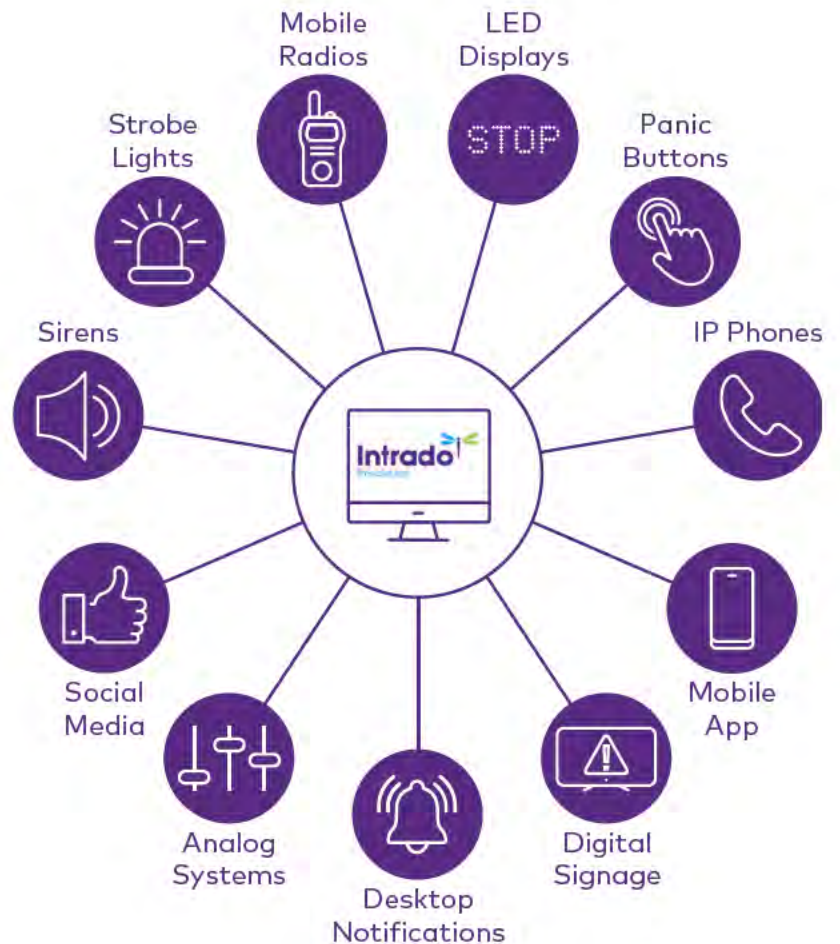 Mobile
Radios
LED
Displays
STOP
Strobe
Lights
Panic
Buttons
Sirens
IP Phones
Intrado
Social
Media
Mobile
App
Analog
Systems
Digital
Signage
Desktop
Notifications